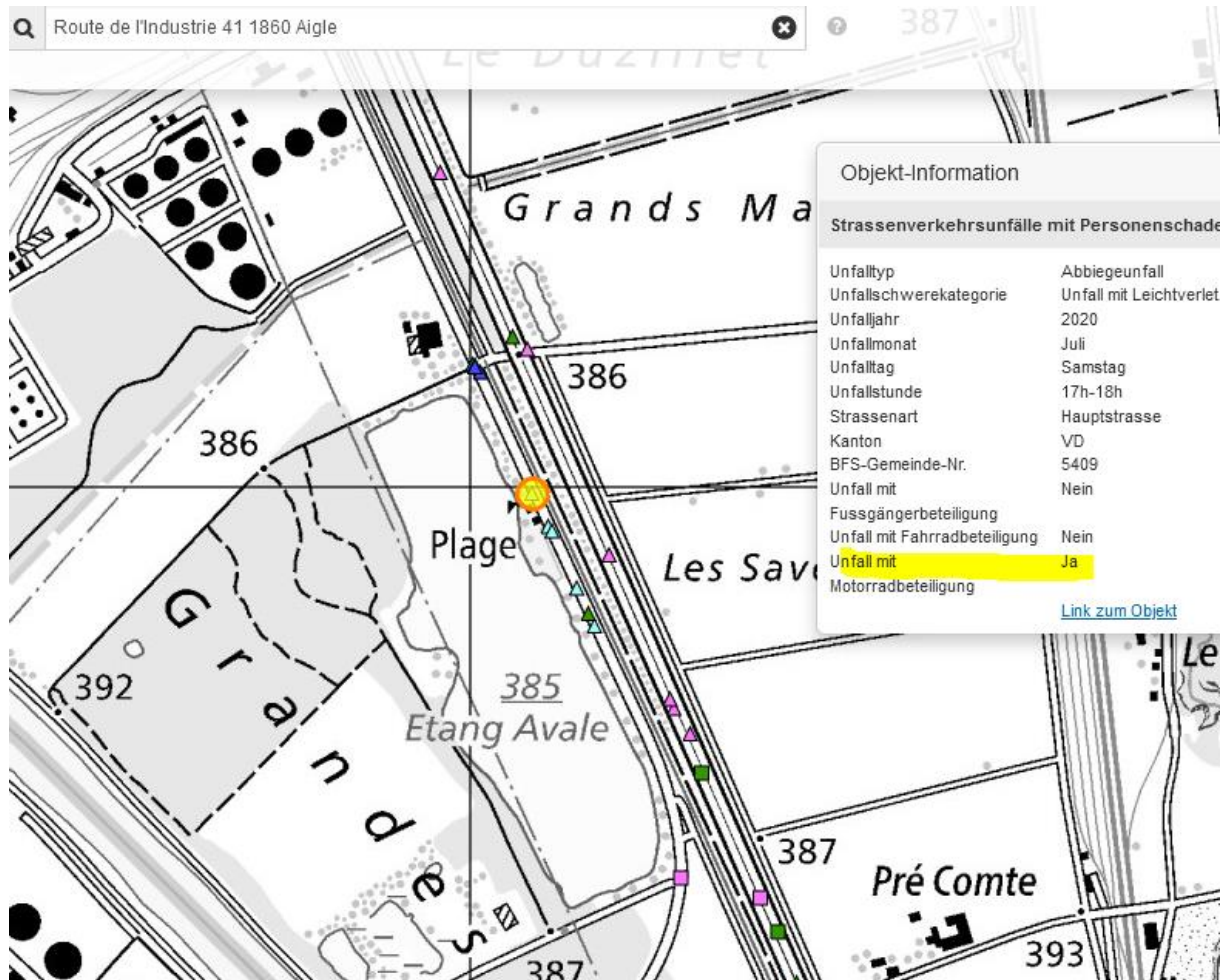 Route de l'Industrie 41 1860 Aigle
387
Objekt-Information
Strassenverkehrsunfälle mit Personenschade
Unfalltyp Abbiegeunfall
Unfallschwerekategorie Unfall mit Leichtverlet
Unfalljahr 2020
Unfallmonat Juli
Unfalltag Samstag
Unfallstunde 17h-18h
Strassenart Hauptstrasse
Kanton VD
BFS-Gemeinde-Nr. 5409
Unfall mit Nein
Fussgängerbeteiligung
Unfall mit Fahrradbeteiligung Nein
Unfall mit Ja
Motorradbeteiligung
Link zum Objekt
Grands Ma
386
386
Plage
Les Sav
Grandes
392
385
Etang Avale
Le
387
Pré Comte
393
387